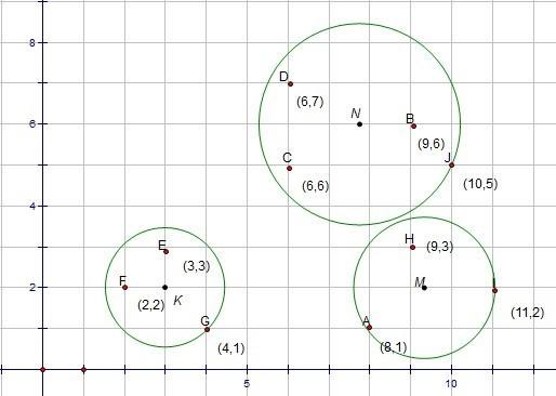 8
D
(6,7)
N
B
6
(9,6)
C
J
(6,6)
(10,5)
4
H
(9,3)
E
(3,3)
F
K
M
I
2
(2,2)
(11,2)
G
A
(4,1)
(8,1)
5
10